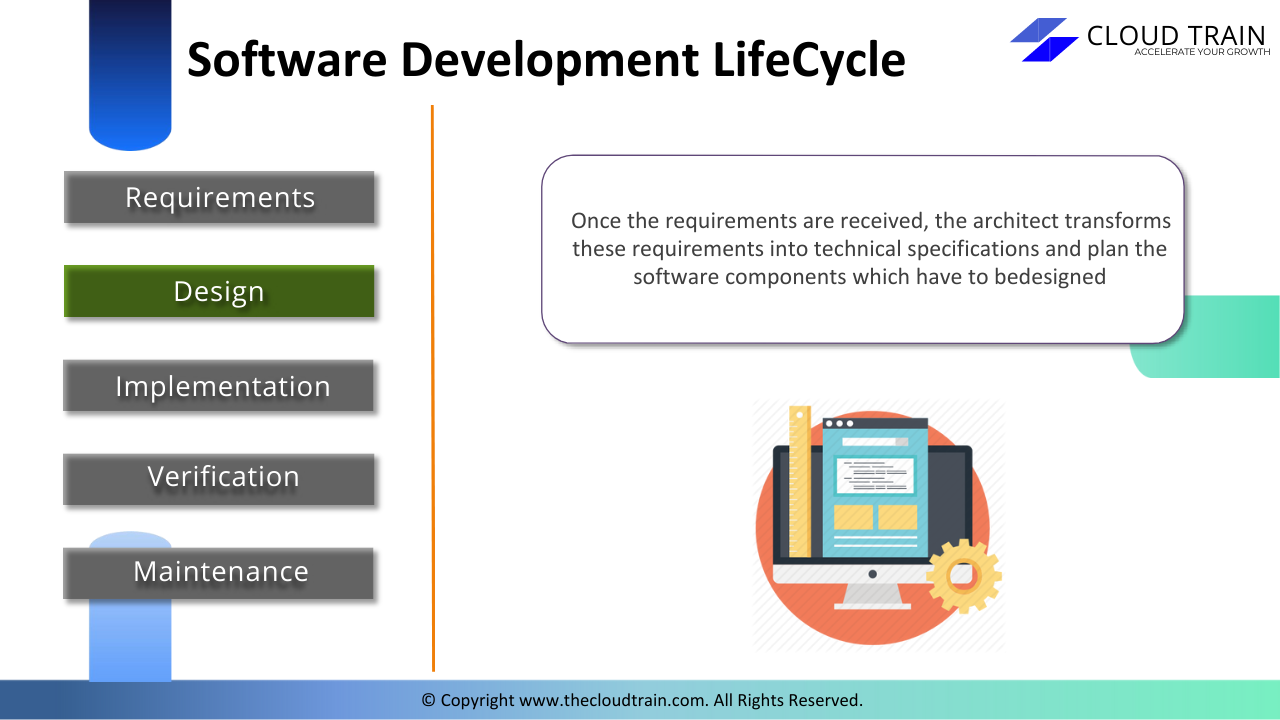 Software Development LifeCycle
CLOUD TRAIN
ACCELERATE YOUR GROWTH
Requirements
Design
Implementation
Verification
Maintenance
Once the requirements are received, the architect transforms
these requirements into technical specifications and plan the
software components which have to bedesigned
© Copyright www.thecloudtrain.com. All Rights Reserved.